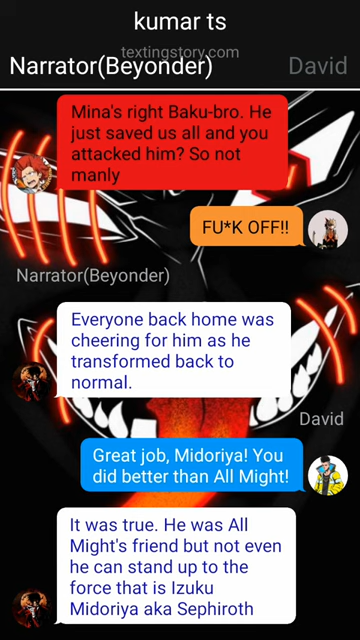 kumar ts
textingstory.com
Narrator(Beyonder)
David
Mina's right Baku-bro. He
just saved us all and you
attacked him? So not
manly
FU*K OFF!!
Narrator(Beyonder)
Everyone back home was
cheering for him as he
transformed back to
normal.
David
Great job, Midoriya! You
did better than All Might!
It was true. He was All
Might's friend but not even
he can stand up to the
force that is Izuku
Midoriya aka Sephiroth